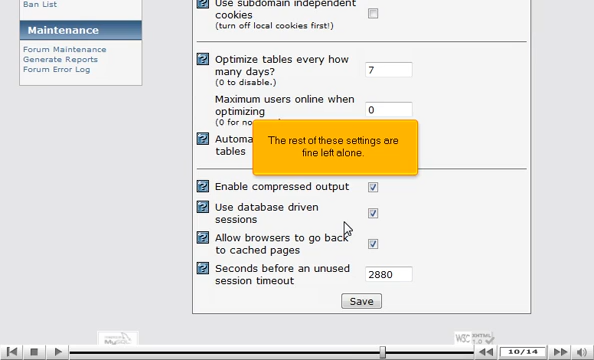 Ban List
Maintenance
Forum Maintenance
Generate Reports
Forum Error Log
Use subdomain independent
cookies
(turn off local cookies first!)
Optimize tables every how
many days?
(0 to disable.)
7
Maximum users online when
optimizing
(0 for no
0
tables
The rest of these settings are
fine left alone.
Enable compressed output
Use database driven
sessions
Allow browsers to go back
to cached pages
Seconds before an unused
session timeout
2880
Save
10/14